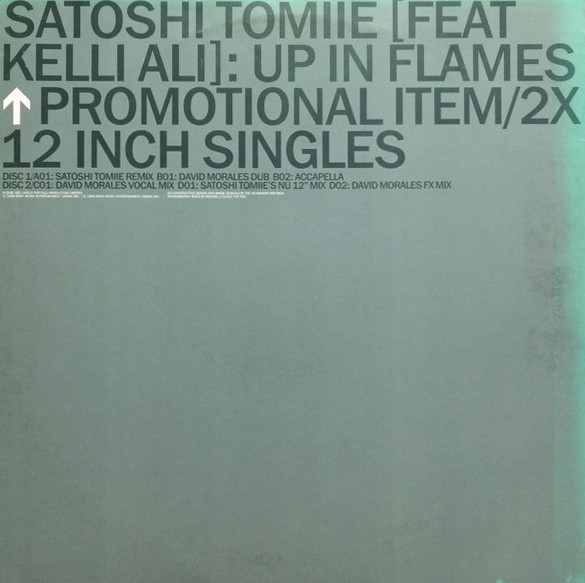 SATOSHI TOMIIE [FEAT
KELLI ALI]: UP IN FLAMES
↑ PROMOTIONAL ITEM/2X
12 INCH SINGLES
DISC 1/A01: SATOSHI TOMIIE REMIX B01: DAVID MORALES DUB B02: ACCAPELLA
DISC 2/C01: DAVID MORALES VOCAL MIX D01: SATOSHI TOMIIE'S NU 12" MIX D02: DAVID MORALES FX MIX